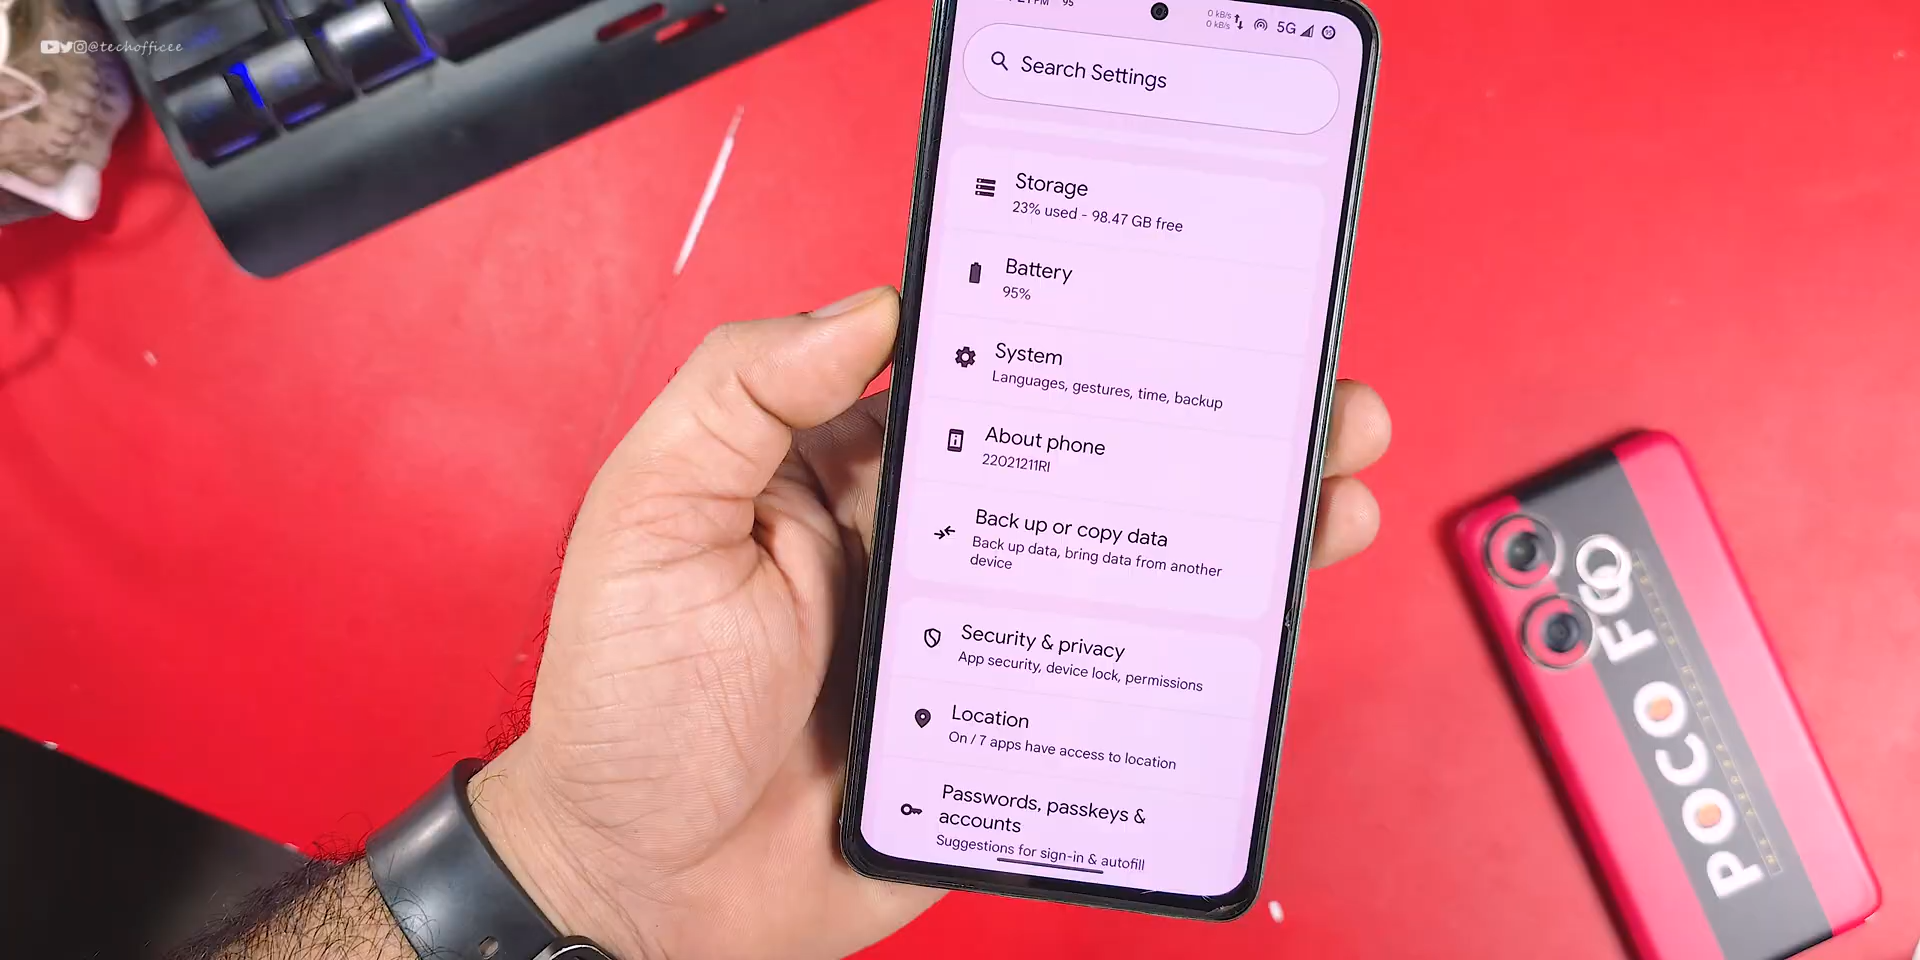 @techofficee
95
0 kB/s
0 kB/s
5G
95
Search Settings
Storage
23% used - 98.47 GB free
Battery
95%
System
Languages, gestures, time, backup
About phone
22021211RI
Back up or copy data
Back up data, bring data from another
device
Security & privacy
App security, device lock, permissions
Location
On / 7 apps have access to location
Passwords, passkeys &
accounts
Suggestions for sign-in & autofill
POCO